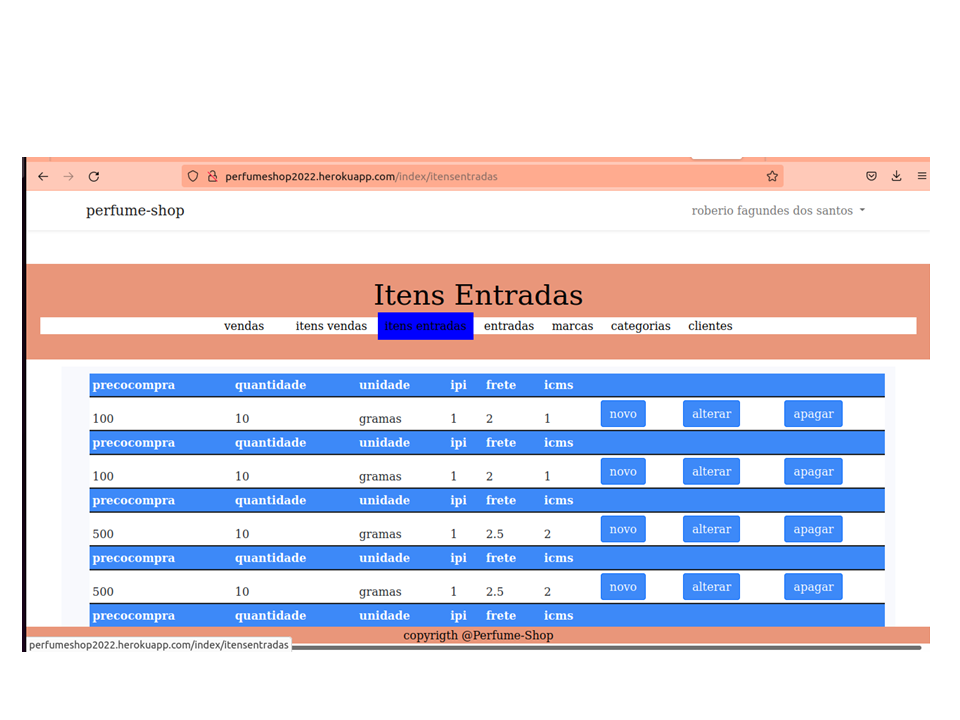 perfumeshop2022.herokuapp.com/index/itensentradas
perfume-shop roberio fagundes dos santos
Itens Entradas
vendas itens vendas itens entradas entradas marcas categorias clientes
precocompra quantidade unidade ipi frete icms
100 10 gramas 1 2 1 novo alterar apagar
precocompra quantidade unidade ipi frete icms
100 10 gramas 1 2 1 novo alterar apagar
precocompra quantidade unidade ipi frete icms
500 10 gramas 1 2.5 2 novo alterar apagar
precocompra quantidade unidade ipi frete icms
500 10 gramas 1 2.5 2 novo alterar apagar
precocompra quantidade unidade ipi frete icms
copyrigth @Perfume-Shop
perfumeshop2022.herokuapp.com/index/itensentradas